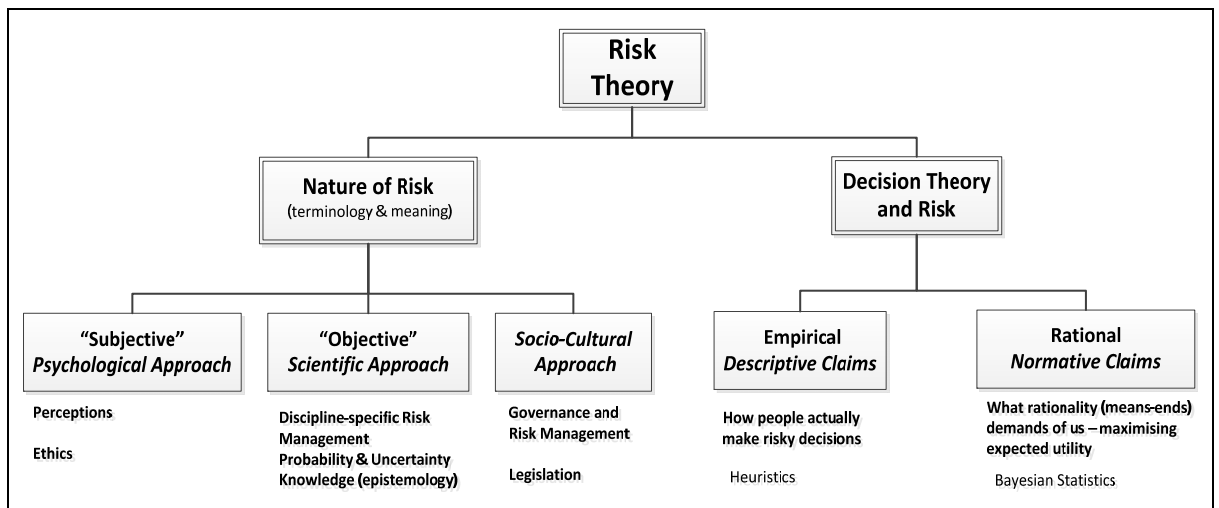 Risk
Theory
Nature of Risk
(terminology & meaning)
Decision Theory
and Risk
“Subjective”
Psychological Approach
“Objective”
Scientific Approach
Socio-Cultural
Approach
Empirical
Descriptive Claims
Rational
Normative Claims
Perceptions
Ethics
Discipline-specific Risk
Management
Probability & Uncertainty
Knowledge (epistemology)
Governance and
Risk Management
Legislation
How people actually
make risky decisions
Heuristics
What rationality (means-ends)
demands of us – maximising
expected utility
Bayesian Statistics